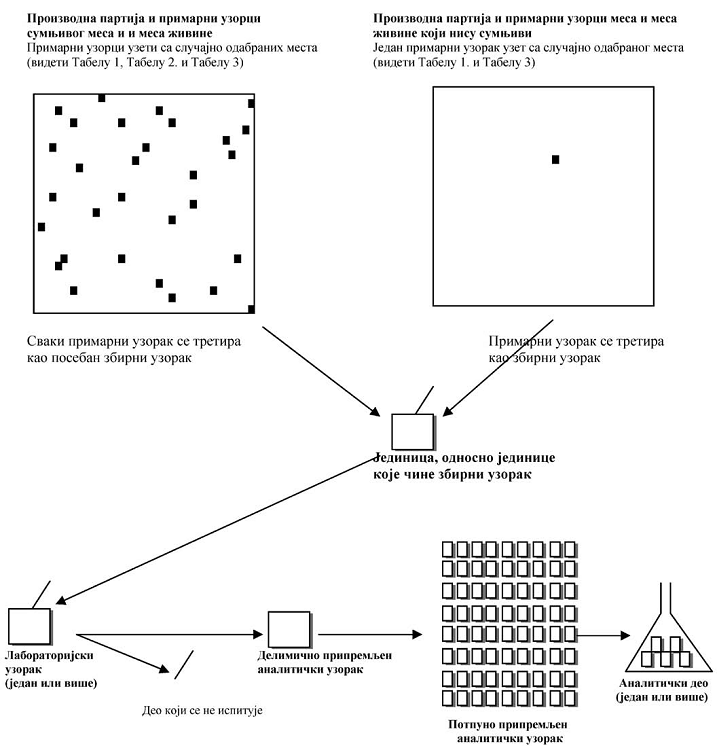 Производна партија и примарни узорци
сумњивог меса и и меса живине
Примарни узорци узети са случајно одабраних места
(видети Табелу 1, Табелу 2. и Табелу 3)
Производна партија и примарни узорци меса и меса
живине који нису сумњиви
Један примарни узорак узет са случајно одабраног места
(видети Табелу 1. и Табелу 3)
Сваки примарни узорак се третира
као посебан збирни узорак
Примарни узорак се третира
као збирни узорак
Јединица, односно јединице
које чине збирни узорак
Лабораторијски
узорак
(један или више)
Део који се не испитује
Делимично припремљен
аналитички узорак
Потпуно припремљен
аналитички узорак
Аналитички део
(један или више)